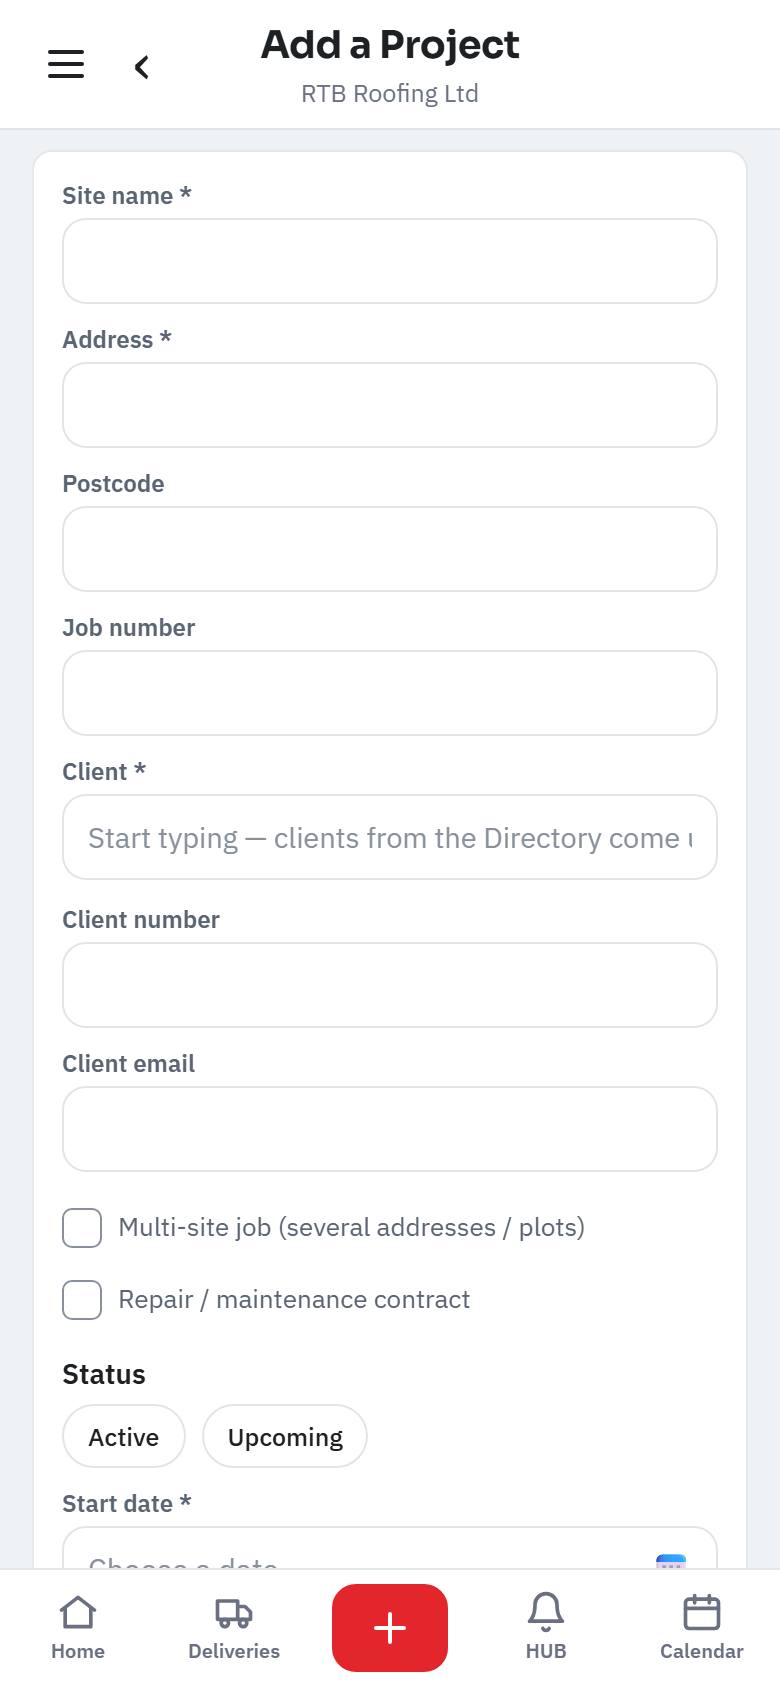 Add a Project
RTB Roofing Ltd
Site name *
Address *
Postcode
Job number
Client *
Start typing — clients from the Directory come
Client number
Client email
Multi-site job (several addresses / plots)
Repair / maintenance contract
Status
Active
Upcoming
Start date *
Choose a date
Home
Deliveries
HUB
Calendar